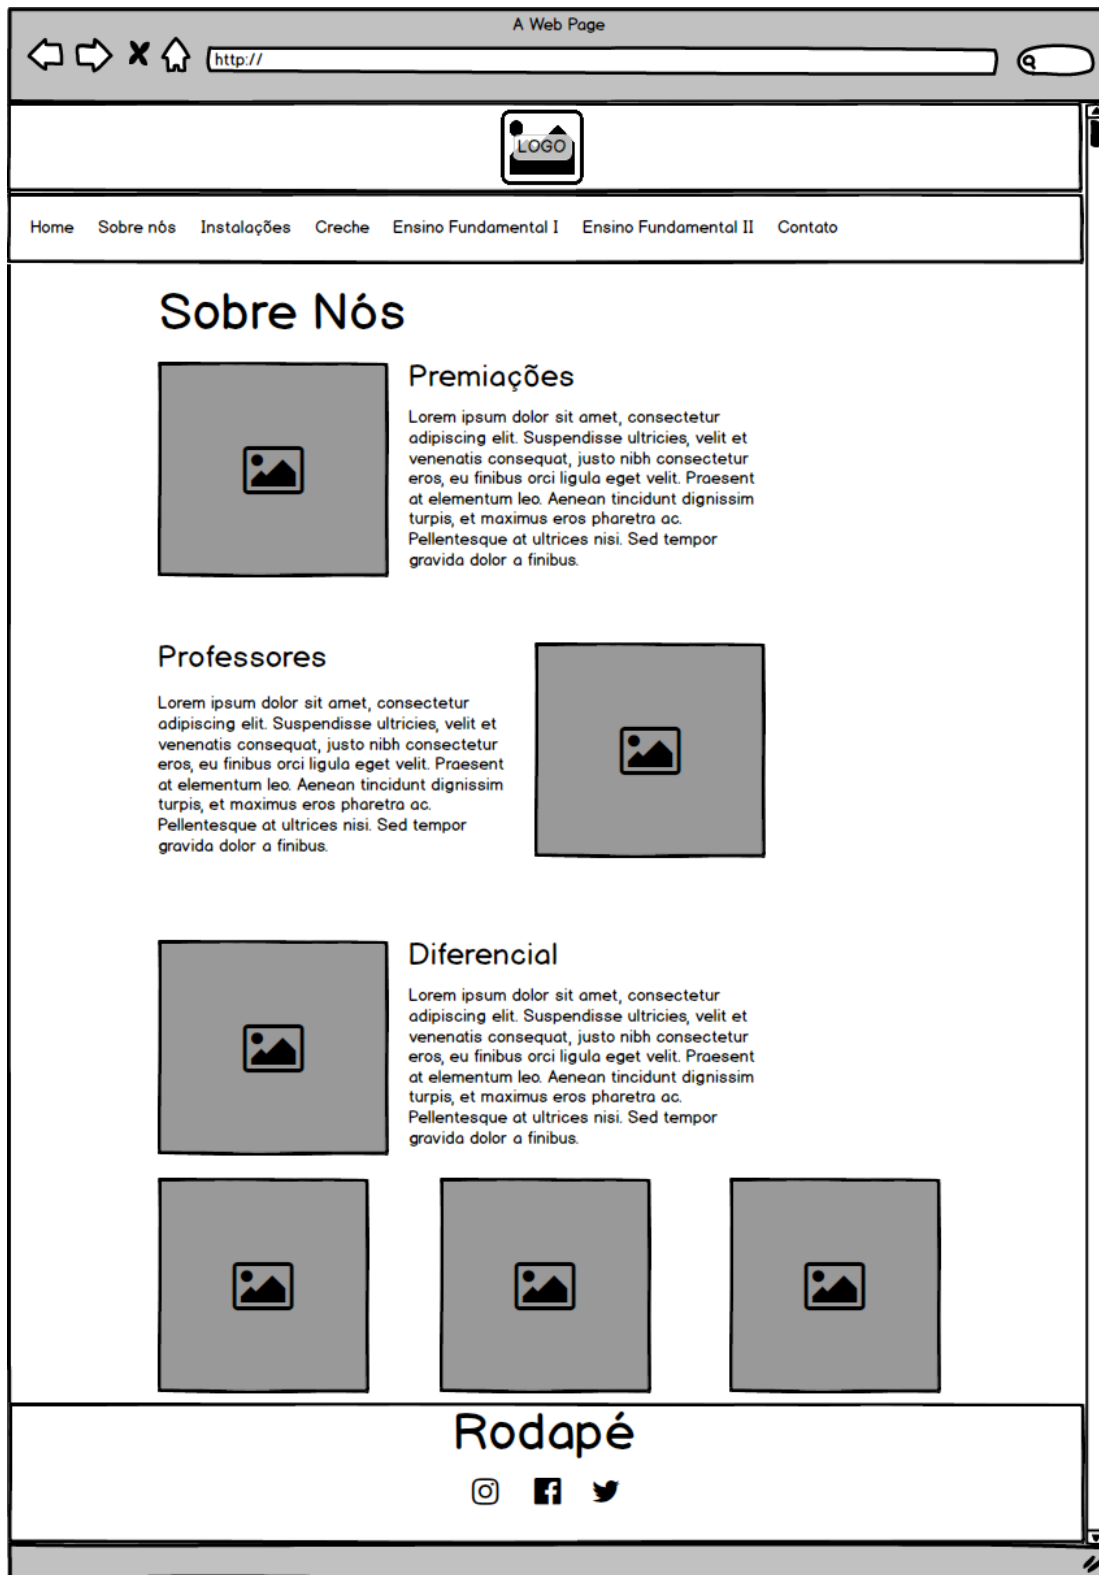 A Web Page
http://
LOGO
Home Sobre nós Instalações Creche Ensino Fundamental I Ensino Fundamental II Contato
Sobre Nós
Premiações
Lorem ipsum dolor sit amet, consectetur
adipiscing elit. Suspendisse ultricies, velit et
venenatis consequat, justo nibh consectetur
eros, eu finibus orci ligula eget velit. Praesent
at elementum leo. Aenean tincidunt dignissim
turpis, et maximus eros pharetra ac.
Pellentesque at ultrices nisi. Sed tempor
gravida dolor a finibus.
Professores
Lorem ipsum dolor sit amet, consectetur
adipiscing elit. Suspendisse ultricies, velit et
venenatis consequat, justo nibh consectetur
eros, eu finibus orci ligula eget velit. Praesent
at elementum leo. Aenean tincidunt dignissim
turpis, et maximus eros pharetra ac.
Pellentesque at ultrices nisi. Sed tempor
gravida dolor a finibus.
Diferencial
Lorem ipsum dolor sit amet, consectetur
adipiscing elit. Suspendisse ultricies, velit et
venenatis consequat, justo nibh consectetur
eros, eu finibus orci ligula eget velit. Praesent
at elementum leo. Aenean tincidunt dignissim
turpis, et maximus eros pharetra ac.
Pellentesque at ultrices nisi. Sed tempor
gravida dolor a finibus.
Rodapé